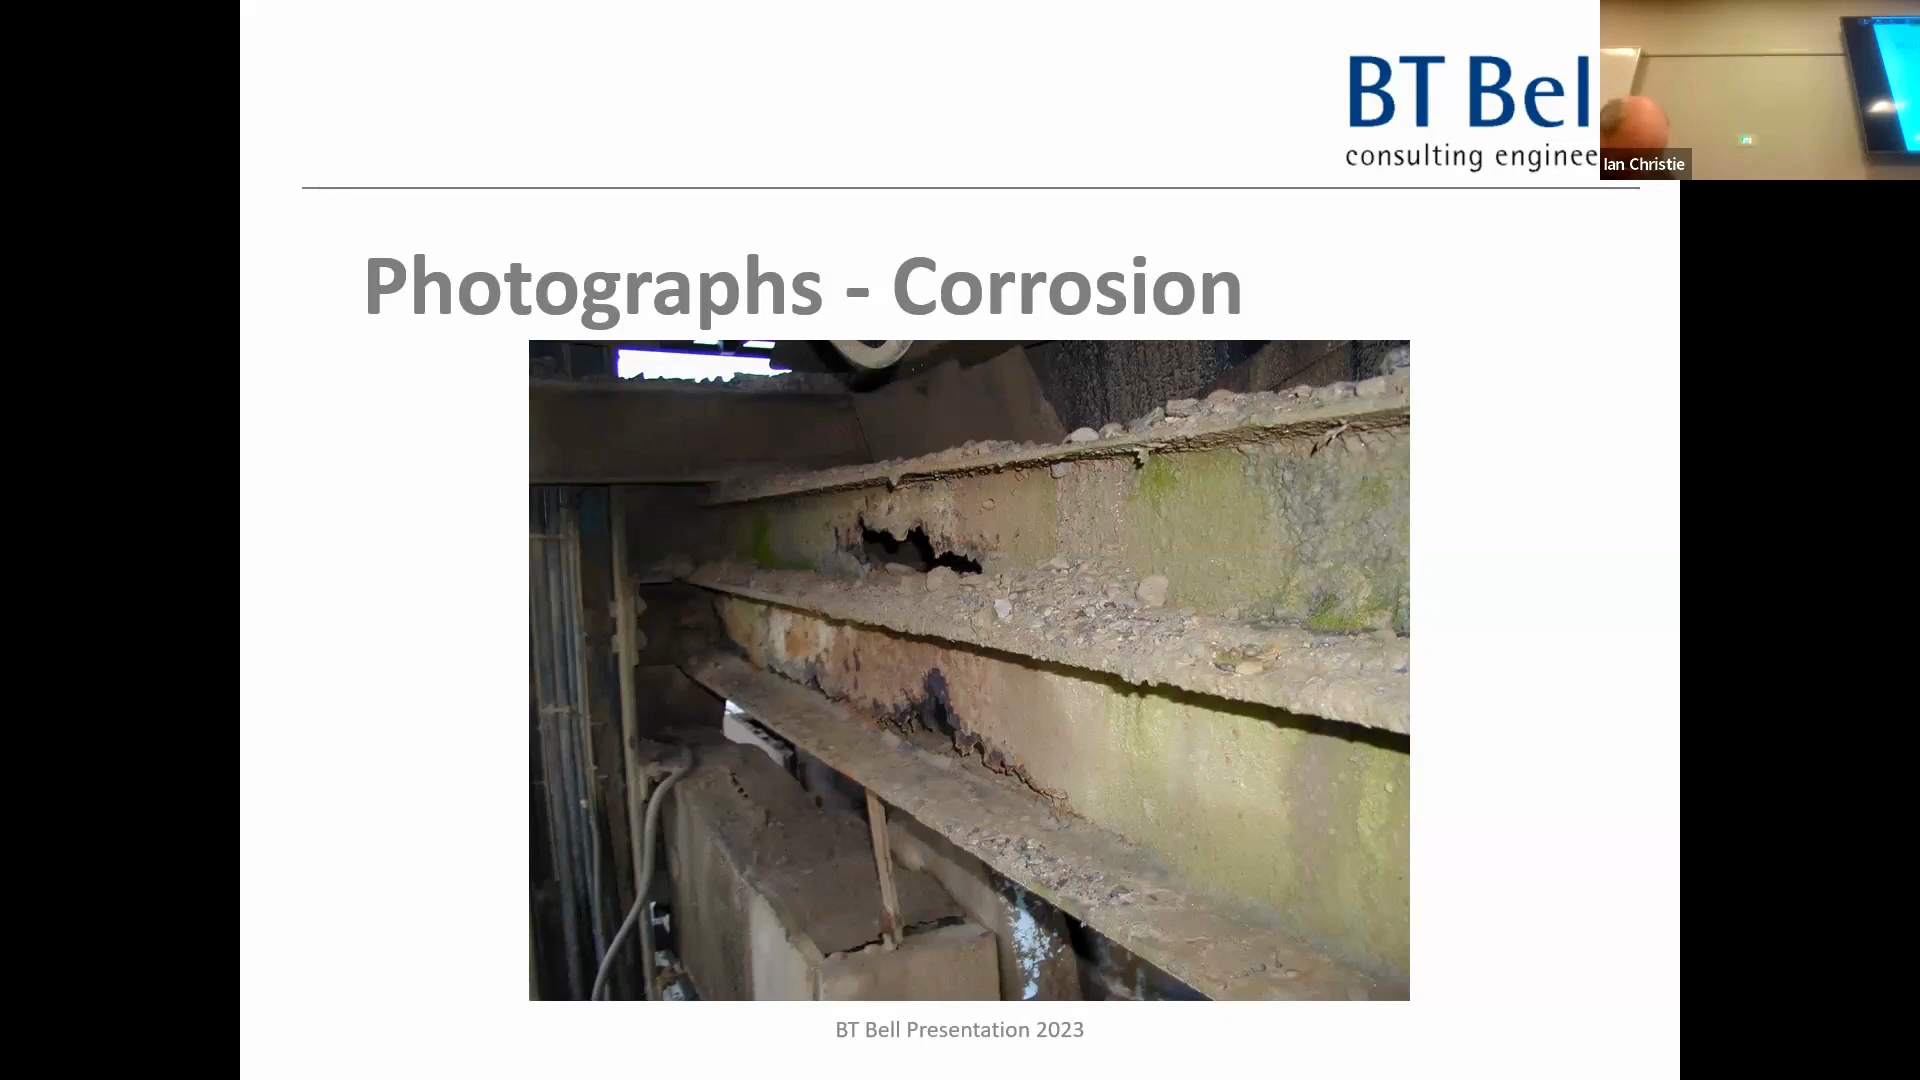 BT Bel
consulting enginee
Ian Christie
Photographs - Corrosion
BT Bell Presentation 2023